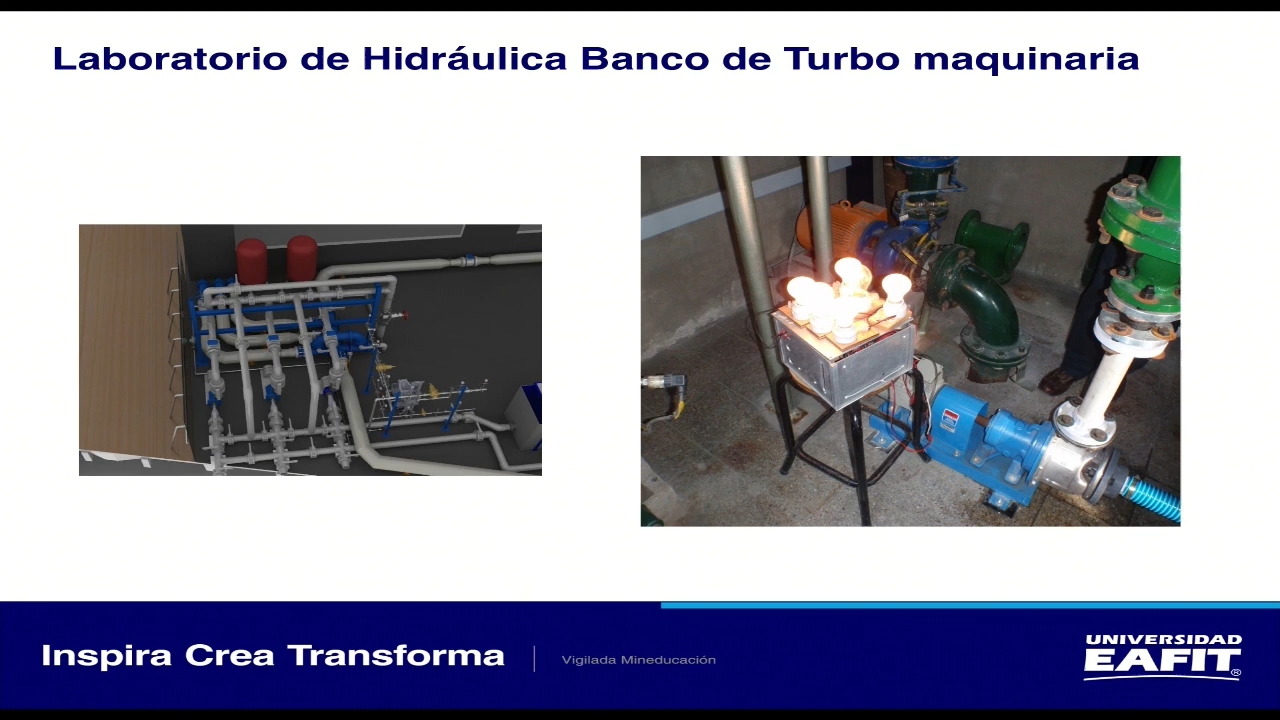 Laboratorio de Hidráulica Banco de Turbo maquinaria
Inspira Crea Transforma
Vigilada Mineducación
UNIVERSIDAD
EAFIT®